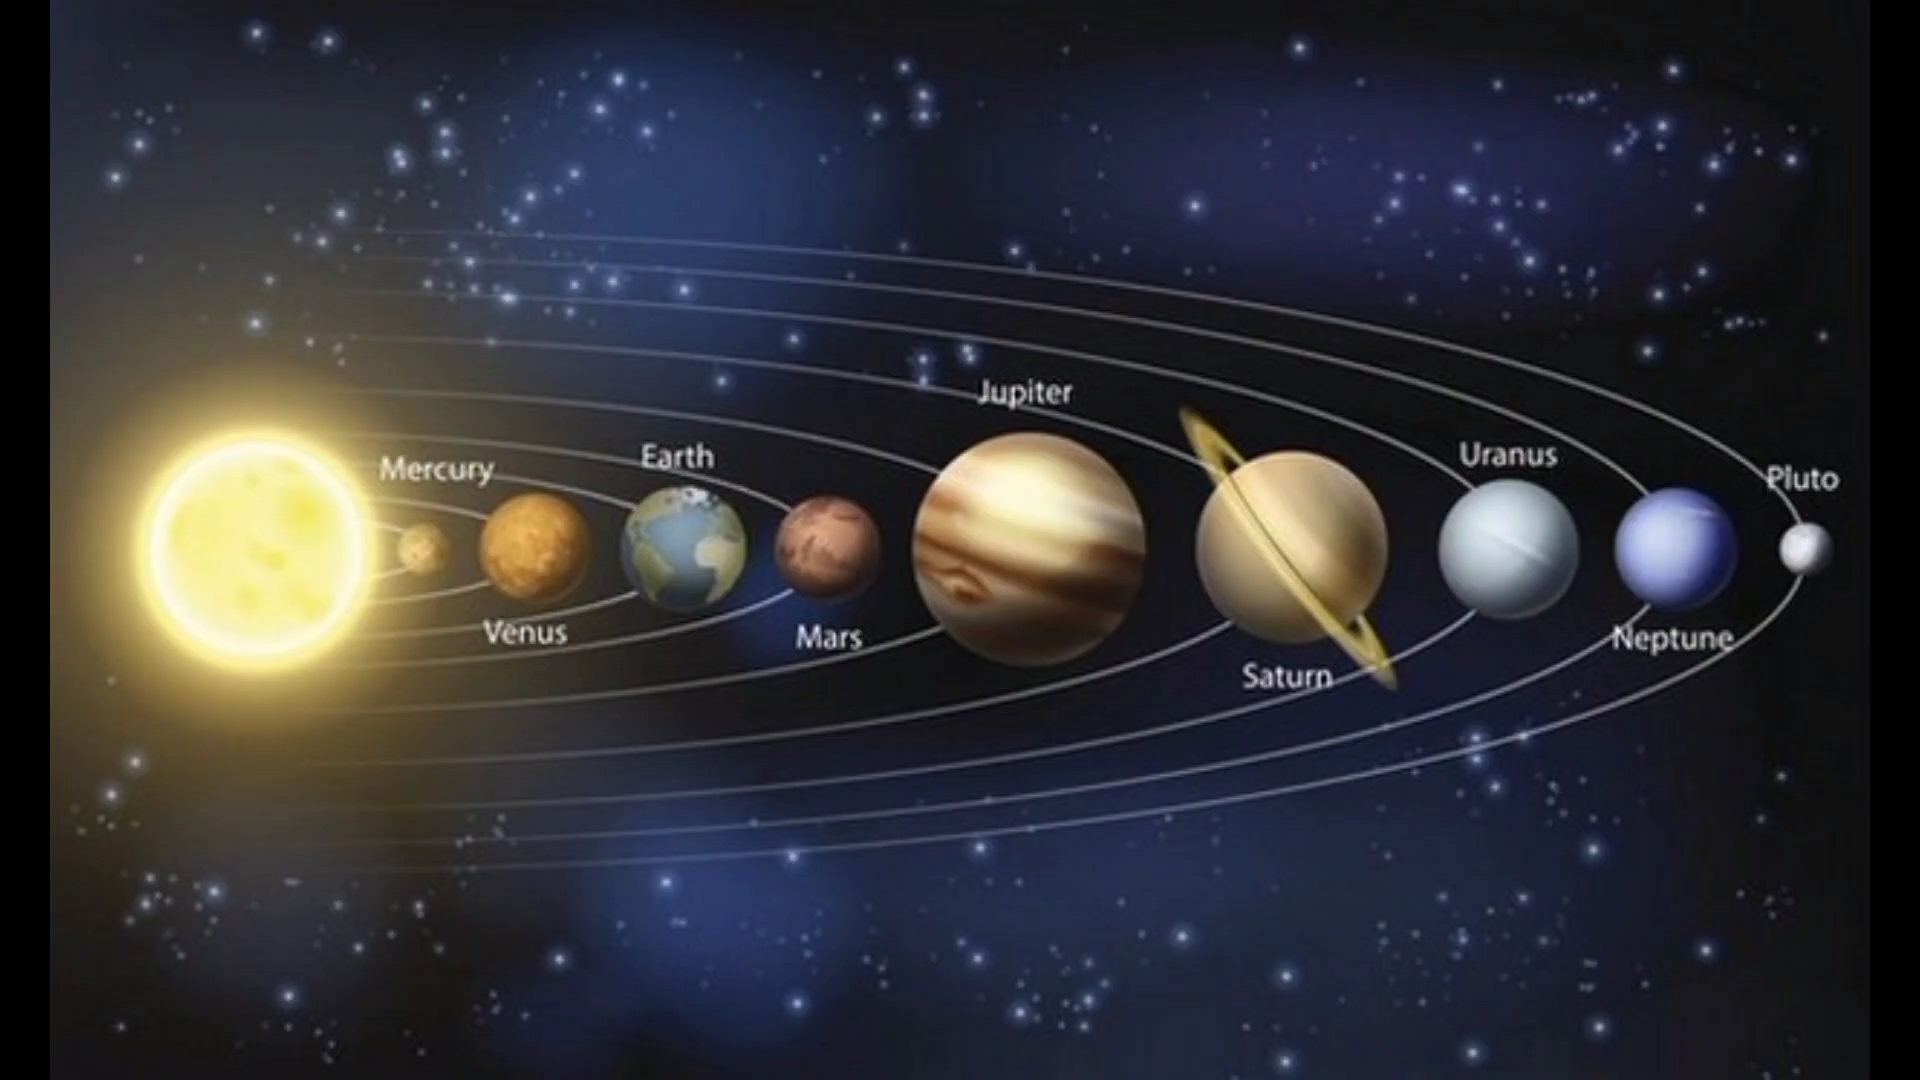 Mercury
Venus
Earth
Mars
Jupiter
Saturn
Uranus
Neptune
Pluto